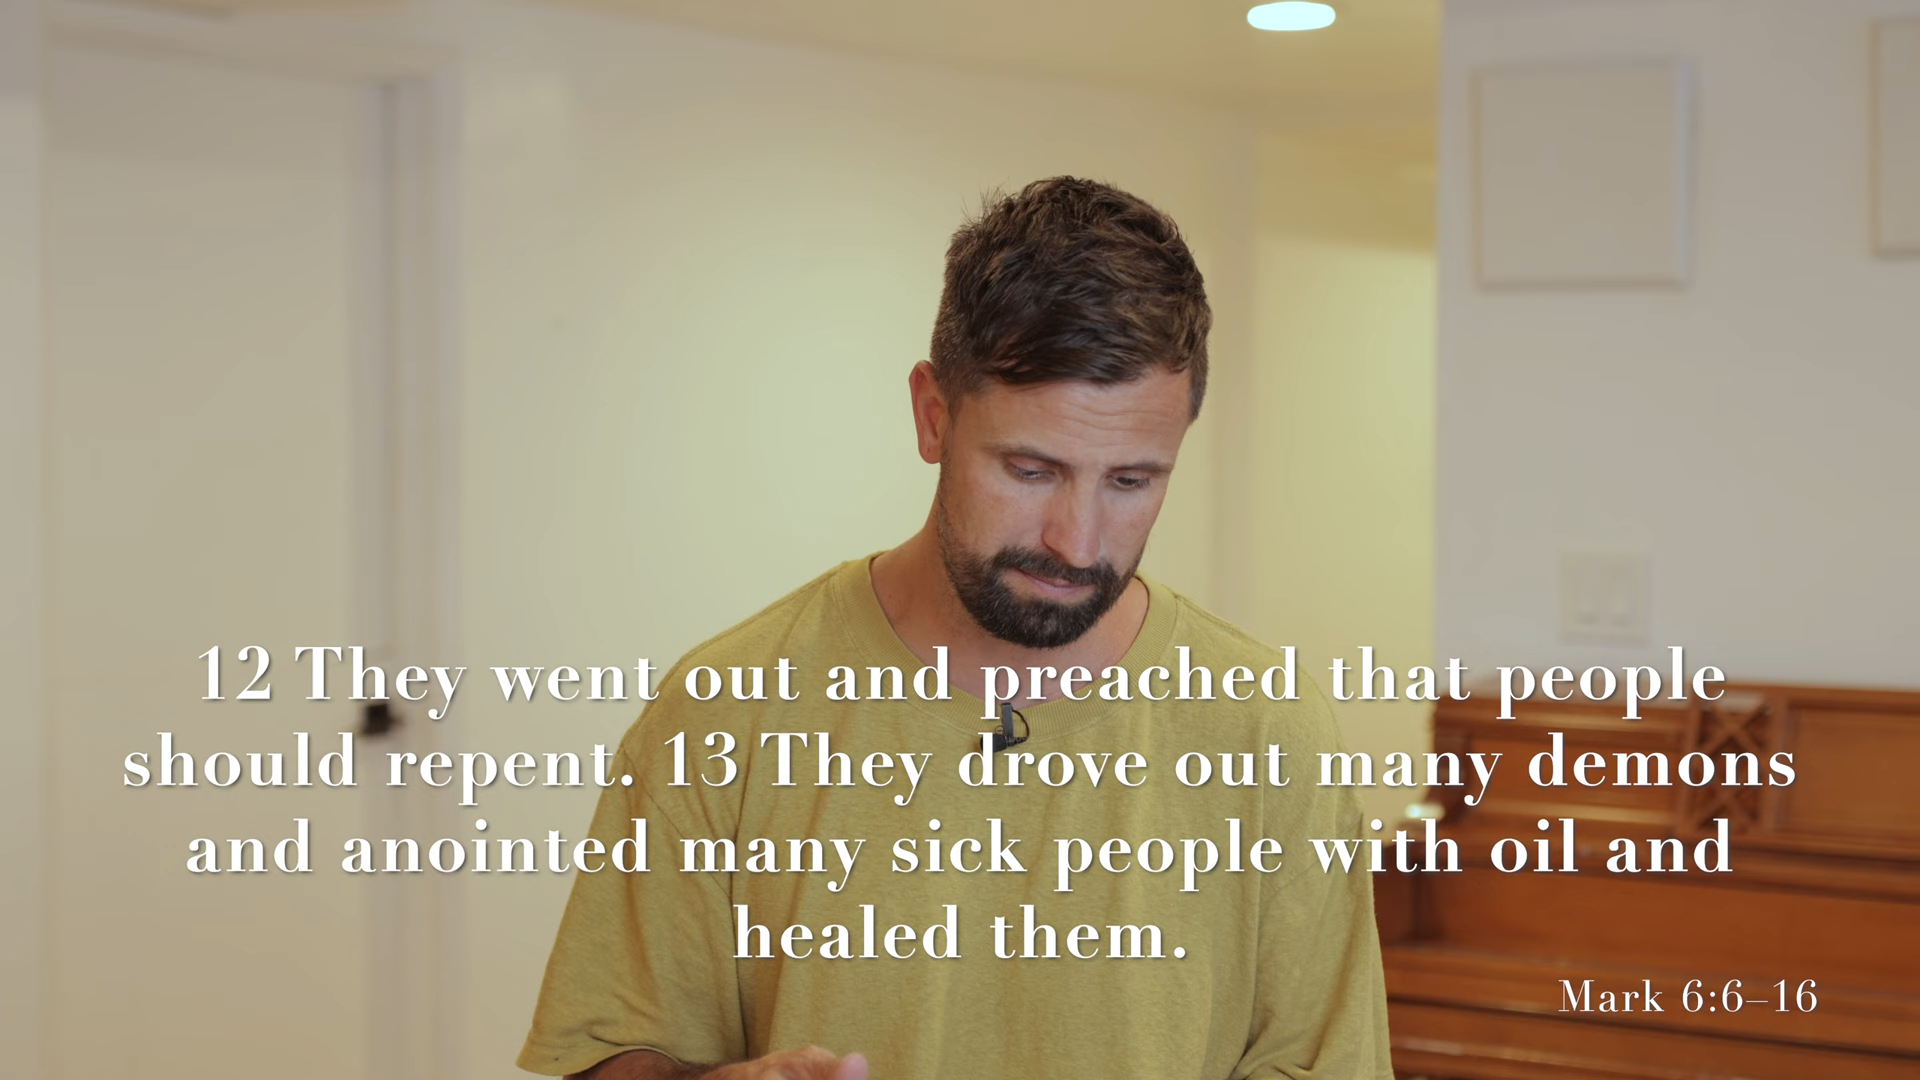 12 They went out and preached that people
should repent. 13 They drove out many demons
and anointed many sick people with oil and
healed them.
Mark 6:6–16